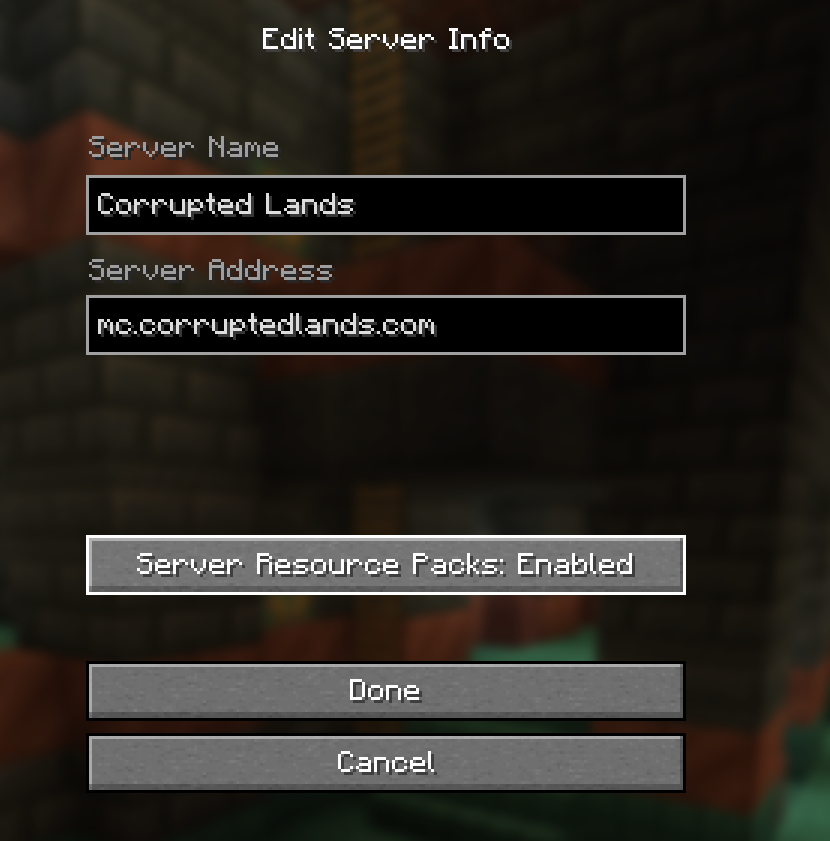 Edit Server Info
Server Name
Corrupted Lands
Server Address
mc.corruptedlands.com
Server Resource Packs: Enabled
Done
Cancel